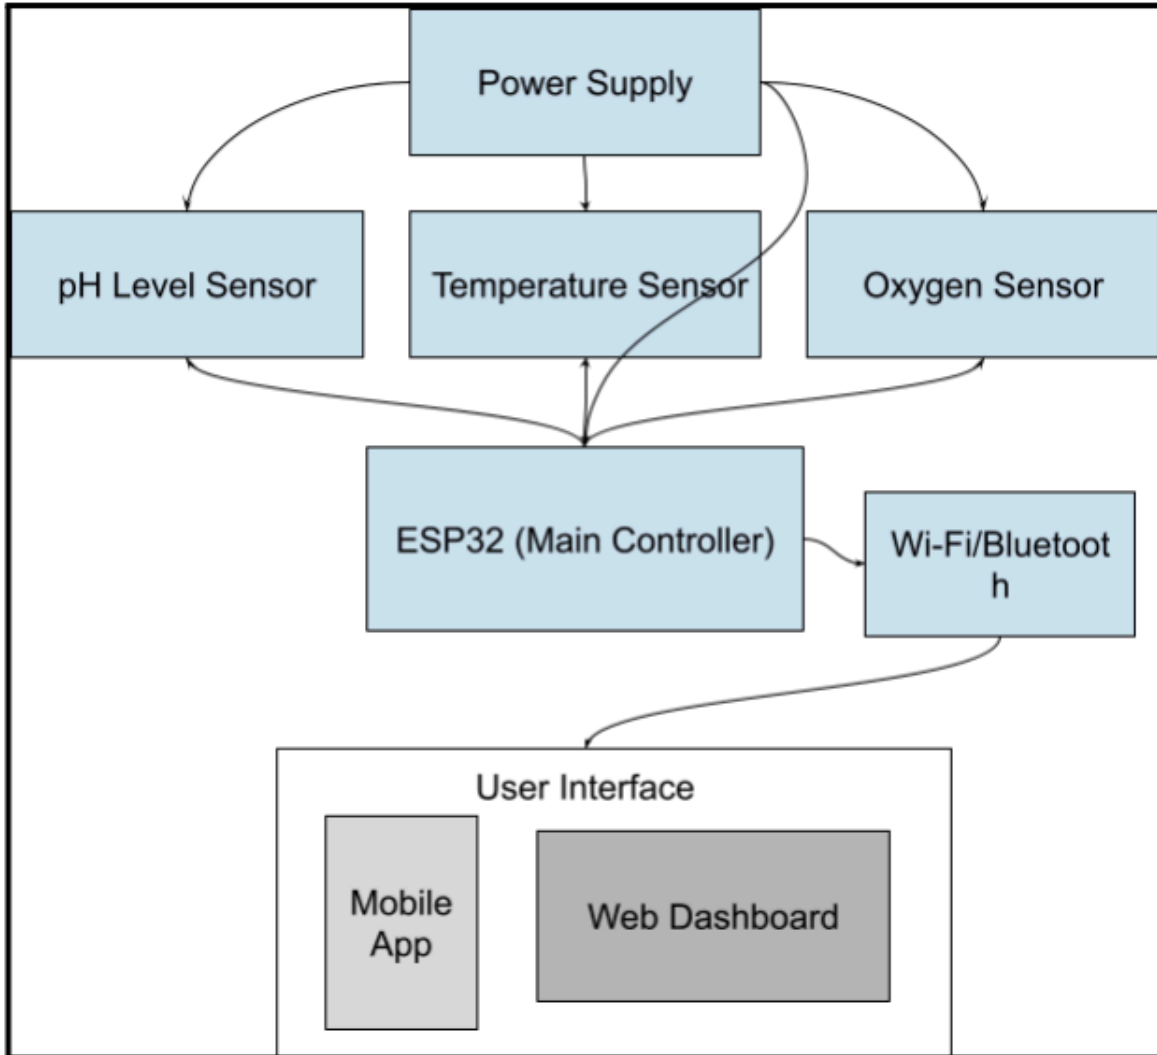 Power Supply
pH Level Sensor
Temperature Sensor
Oxygen Sensor
ESP32 (Main Controller)
Wi-Fi/Bluetoot
h
User Interface
Mobile
App
Web Dashboard